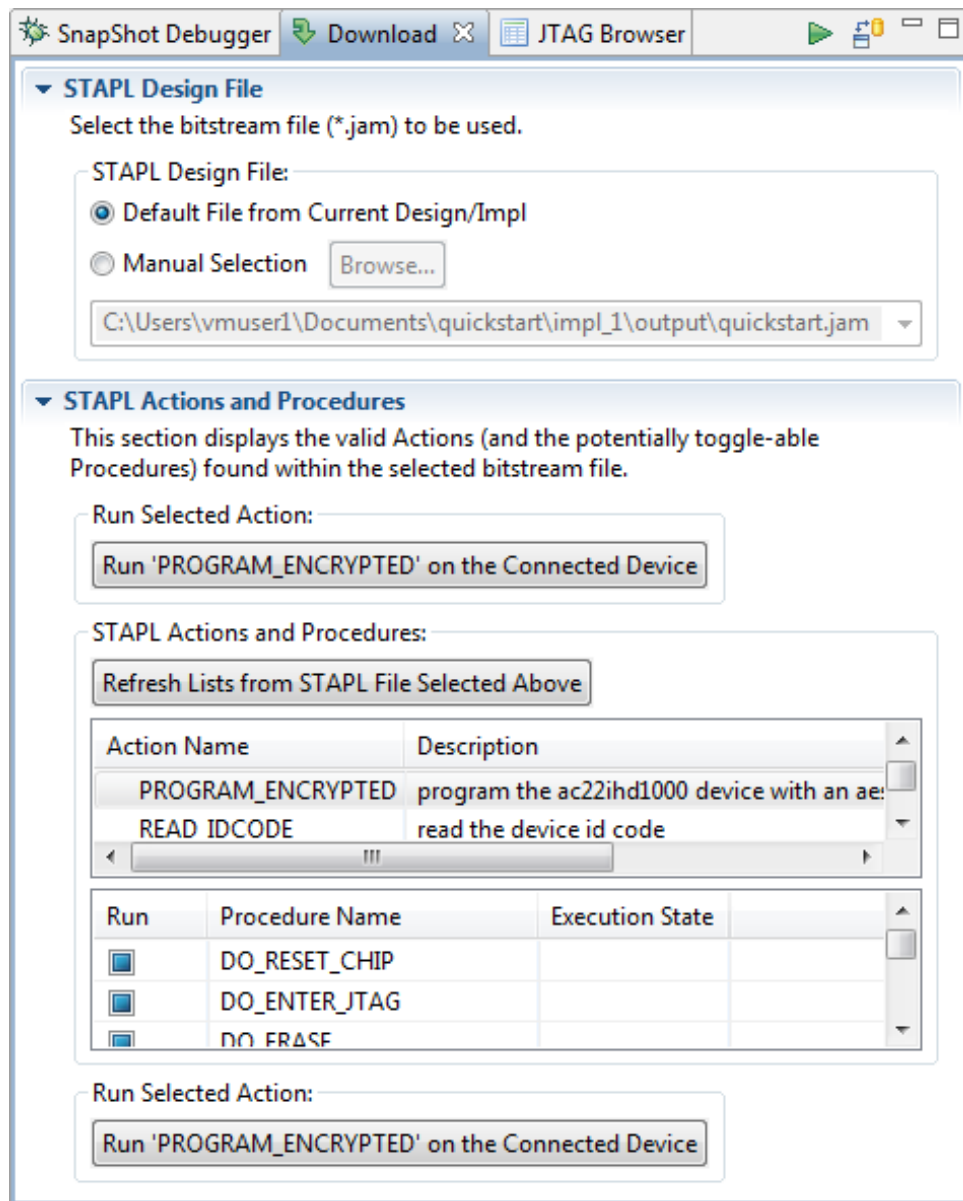 SnapShot Debugger Download JTAG Browser
STAPL Design File
Select the bitstream file (*.jam) to be used.
STAPL Design File:
Default File from Current Design/Impl
Manual Selection Browse...
C:\Users\vmuser1\Documents\quickstart\impl_1\output\quickstart.jam
STAPL Actions and Procedures
This section displays the valid Actions (and the potentially toggle-able
Procedures) found within the selected bitstream file.
Run Selected Action:
Run 'PROGRAM_ENCRYPTED' on the Connected Device
STAPL Actions and Procedures:
Refresh Lists from STAPL File Selected Above
Action Name Description
PROGRAM_ENCRYPTED program the ac22ihd1000 device with an aes
READ_IDCODE read the device id code
Run Procedure Name Execution State
DO_RESET_CHIP
DO_ENTER_JTAG
DO_ERASE
Run Selected Action:
Run 'PROGRAM_ENCRYPTED' on the Connected Device